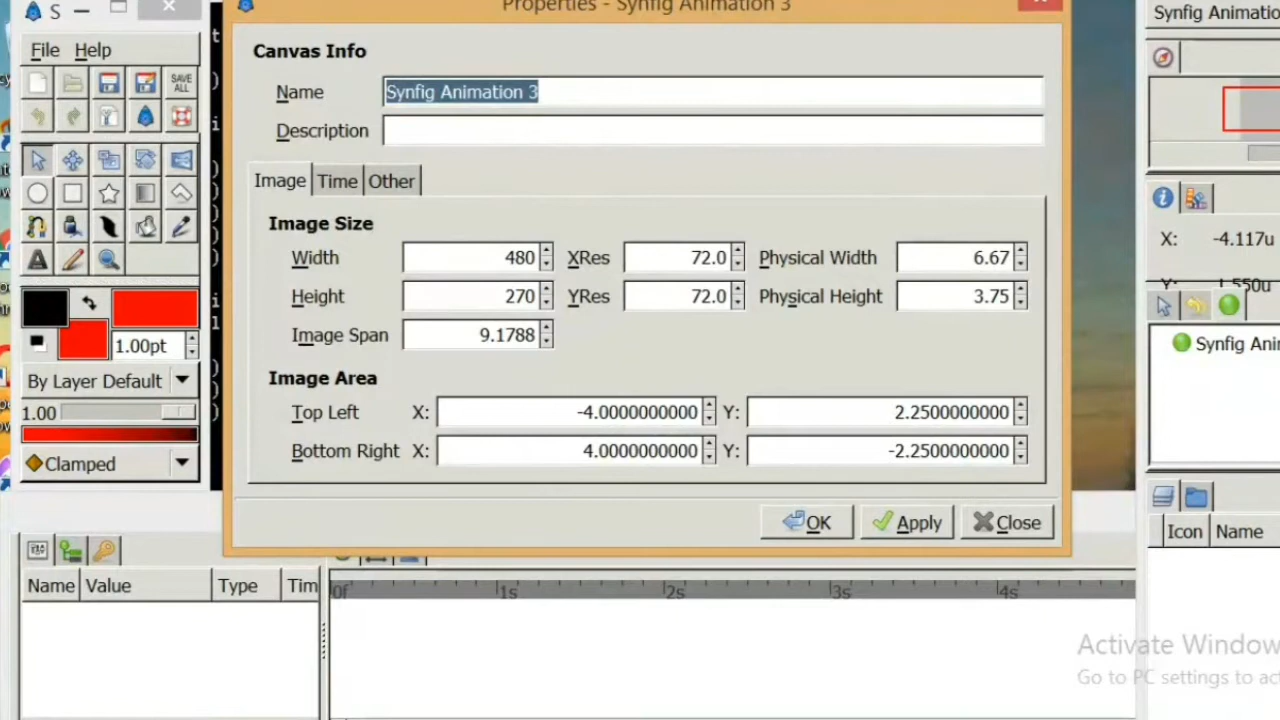 Properties - Synfig Animation 3
S
Synfig Animatio
File Help
Canvas Info
Name Synfig Animation 3
Description
SAVE ALL
Image Time Other
Image Size
Width 480 XRes 72.0 Physical Width 6.67
Height 270 YRes 72.0 Physical Height 3.75
Image Span 9.1788
Image Area
Top Left X: -4.0000000000 Y: 2.2500000000
Bottom Right X: 4.0000000000 Y: -2.2500000000
OK Apply Close
1.00pt
By Layer Default
1.00
Clamped
X: -4.117u
Y: 1.550u
Synfig Ani
Icon Name
Name Value Type Tim
0f 1s 2s 3s 4s
Activate Window
Go to PC settings to ac